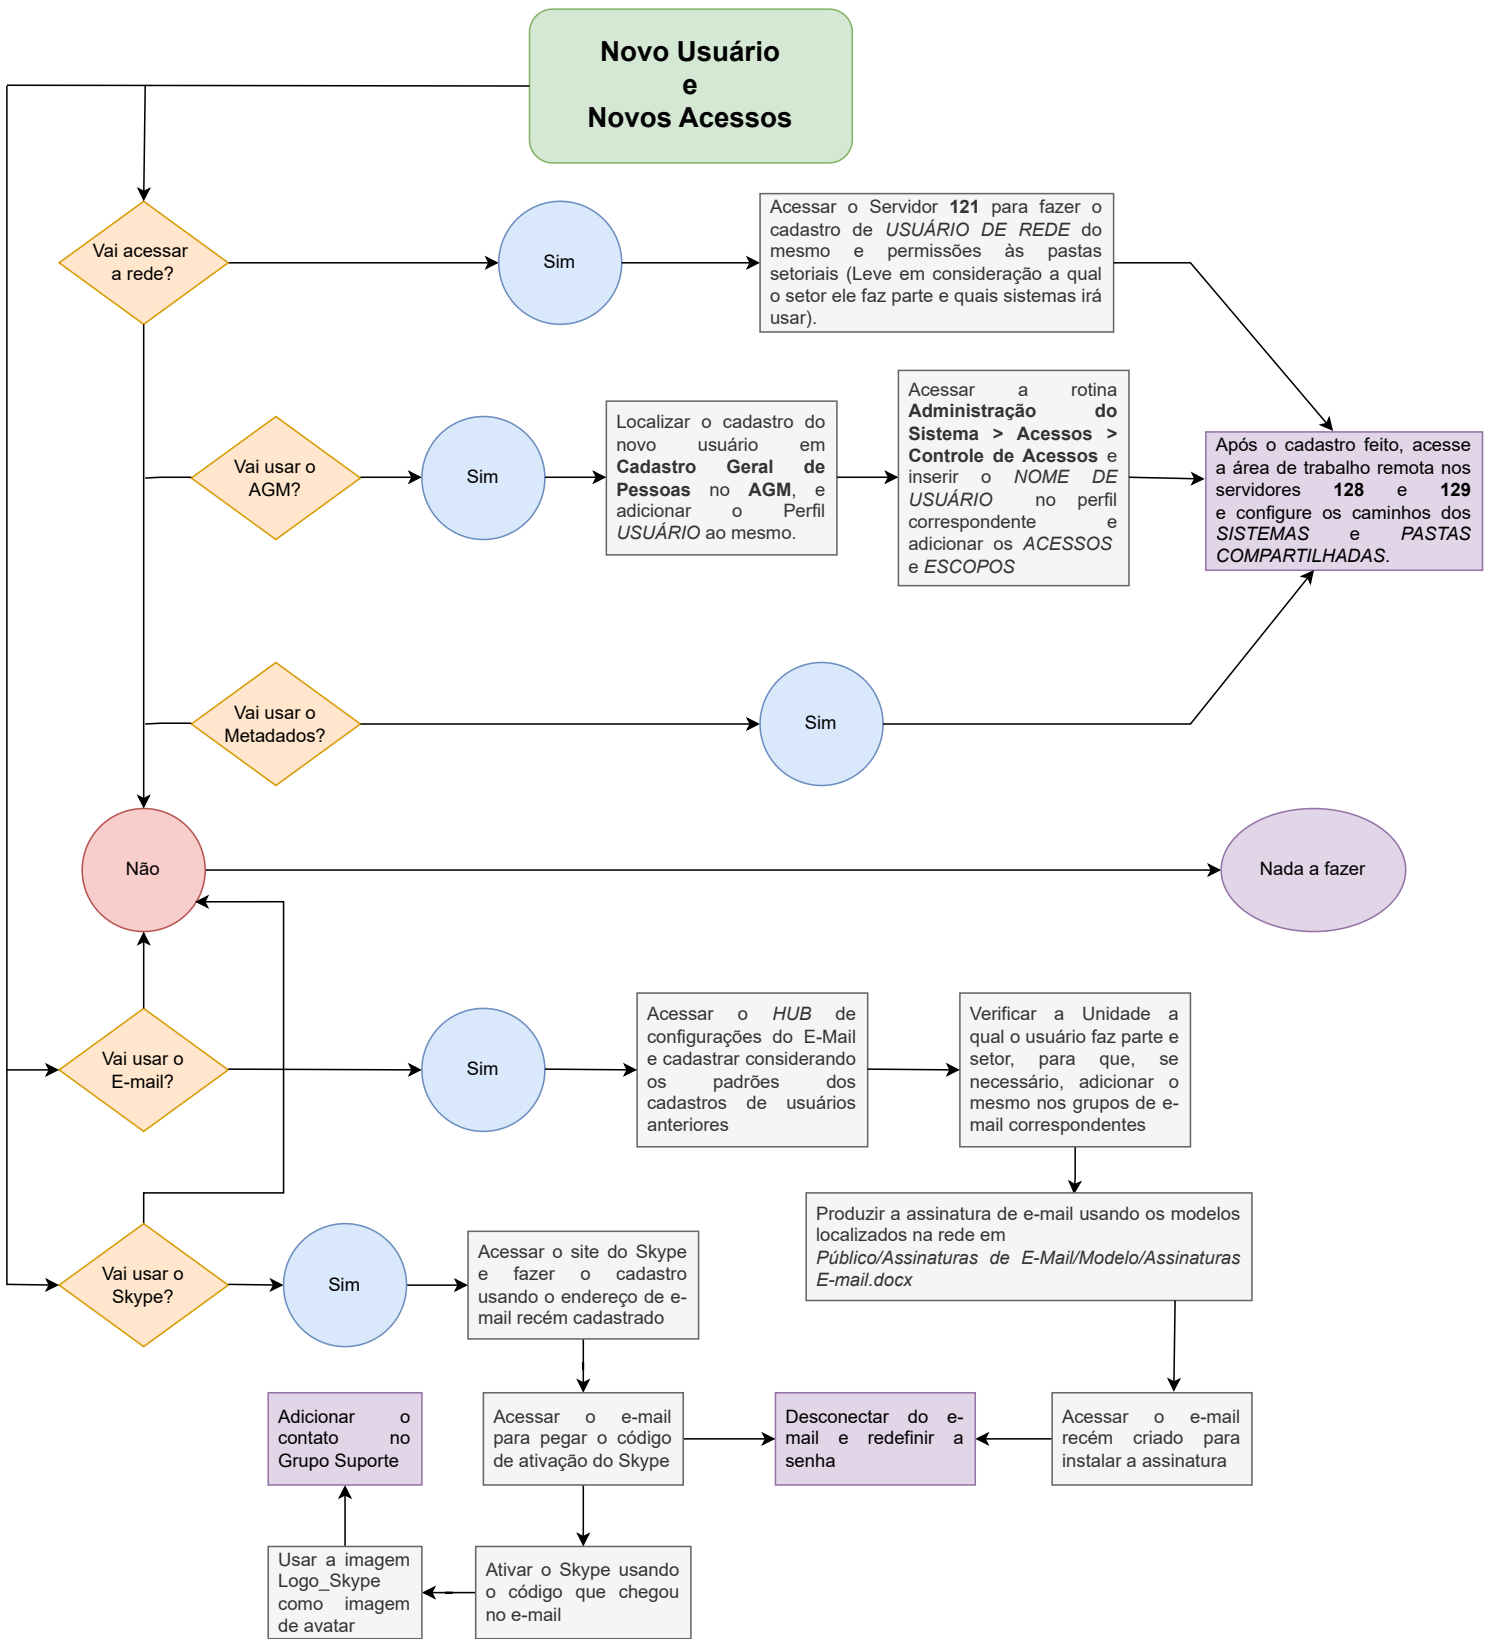 Novo Usuário
e
Novos Acessos
Vai acessar
a rede?
Sim
Acessar o Servidor 121 para fazer o
cadastro de USUÁRIO DE REDE do
mesmo e permissões às pastas
setoriais (Leve em consideração a qual
o setor ele faz parte e quais sistemas irá
usar).
Vai usar o
AGM?
Sim
Localizar o cadastro do
novo usuário em
Cadastro Geral de
Pessoas no AGM, e
adicionar o Perfil
USUÁRIO ao mesmo.
Acessar a rotina
Administração do
Sistema > Acessos >
Controle de Acessos e
inserir o NOME DE
USUÁRIO no perfil
correspondente e
adicionar os ACESSOS
e ESCOPOS
Após o cadastro feito, acesse
a área de trabalho remota nos
servidores 128 e 129
e configure os caminhos dos
SISTEMAS e PASTAS
COMPARTILHADAS.
Vai usar o
Metadados?
Sim
Não
Nada a fazer
Vai usar o
E-mail?
Sim
Acessar o HUB de
configurações do E-Mail
e cadastrar considerando
os padrões dos
cadastros de usuários
anteriores
Verificar a Unidade a
qual o usuário faz parte e
setor, para que, se
necessário, adicionar o
mesmo nos grupos de e-
mail correspondentes
Produzir a assinatura de e-mail usando os modelos
localizados na rede em
Público/Assinaturas de E-Mail/Modelo/Assinaturas
E-mail.docx
Vai usar o
Skype?
Sim
Acessar o site do Skype
e fazer o cadastro
usando o endereço de e-
mail recém cadastrado
Adicionar o
contato no
Grupo Suporte
Acessar o e-mail
para pegar o código
de ativação do Skype
Desconectar do e-
mail e redefinir a
senha
Acessar o e-mail
recém criado para
instalar a assinatura
Usar a imagem
Logo_Skype
como imagem
de avatar
Ativar o Skype usando
o código que chegou
no e-mail